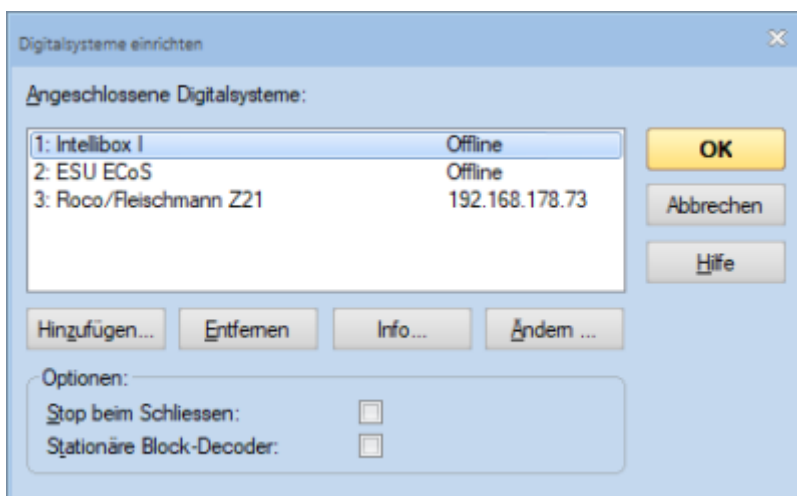 Digitalsysteme einrichten
Angeschlossene Digitalsysteme:
1: Intellibox I Offline
2: ESU ECoS Offline
3: Roco/Fleischmann Z21 192.168.178.73
OK
Abbrechen
Hilfe
Hinzufügen... Entfernen Info... Ändern ...
Optionen:
Stop beim Schliessen:
Stationäre Block-Decoder: